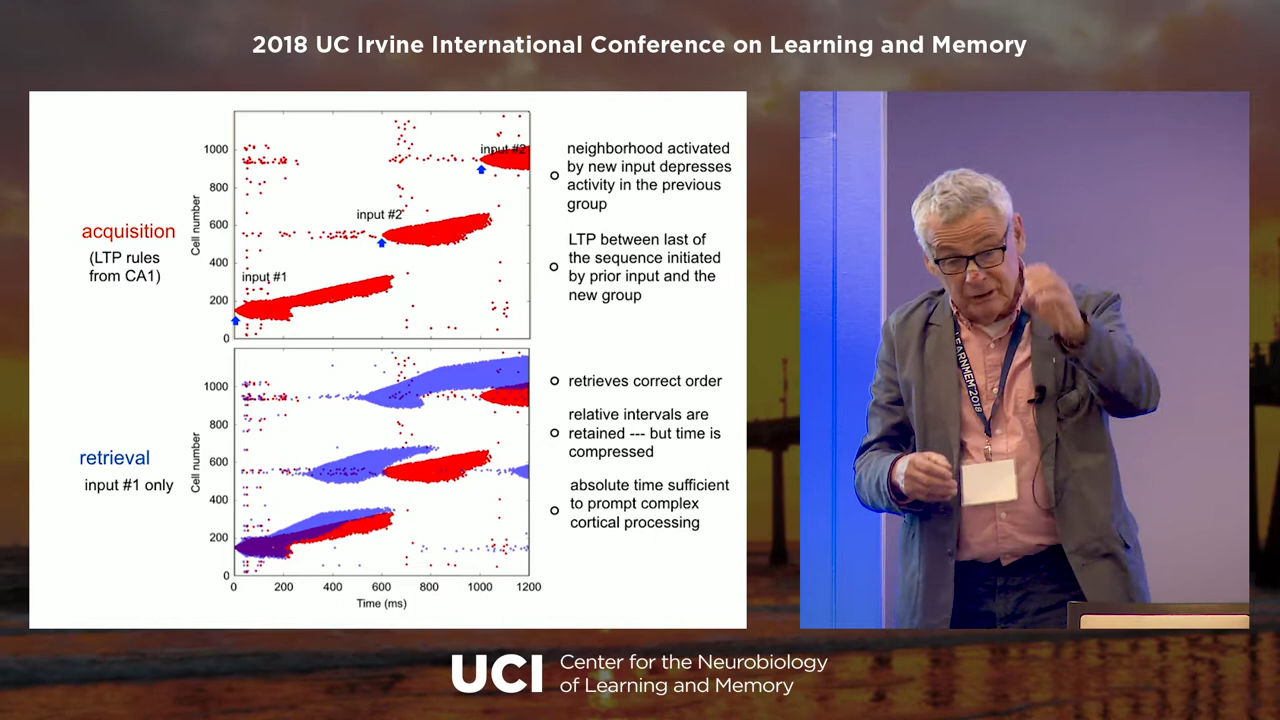 2018 UC Irvine International Conference on Learning and Memory
acquisition
(LTP rules
from CA1)
Cell number
1000
800
600
400
200
0
input #1
input #2
input #2
neighborhood activated
by new input depresses
activity in the previous
group
LTP between last of
the sequence initiated
by prior input and the
new group
retrieval
input #1 only
Cell number
1000
800
600
400
200
0
0
200
400
600
800
1000
1200
Time (ms)
retrieves correct order
relative intervals are
retained --- but time is
compressed
absolute time sufficient
to prompt complex
cortical processing
LEARNMEM 2018
UCI
Center for the Neurobiology
of Learning and Memory